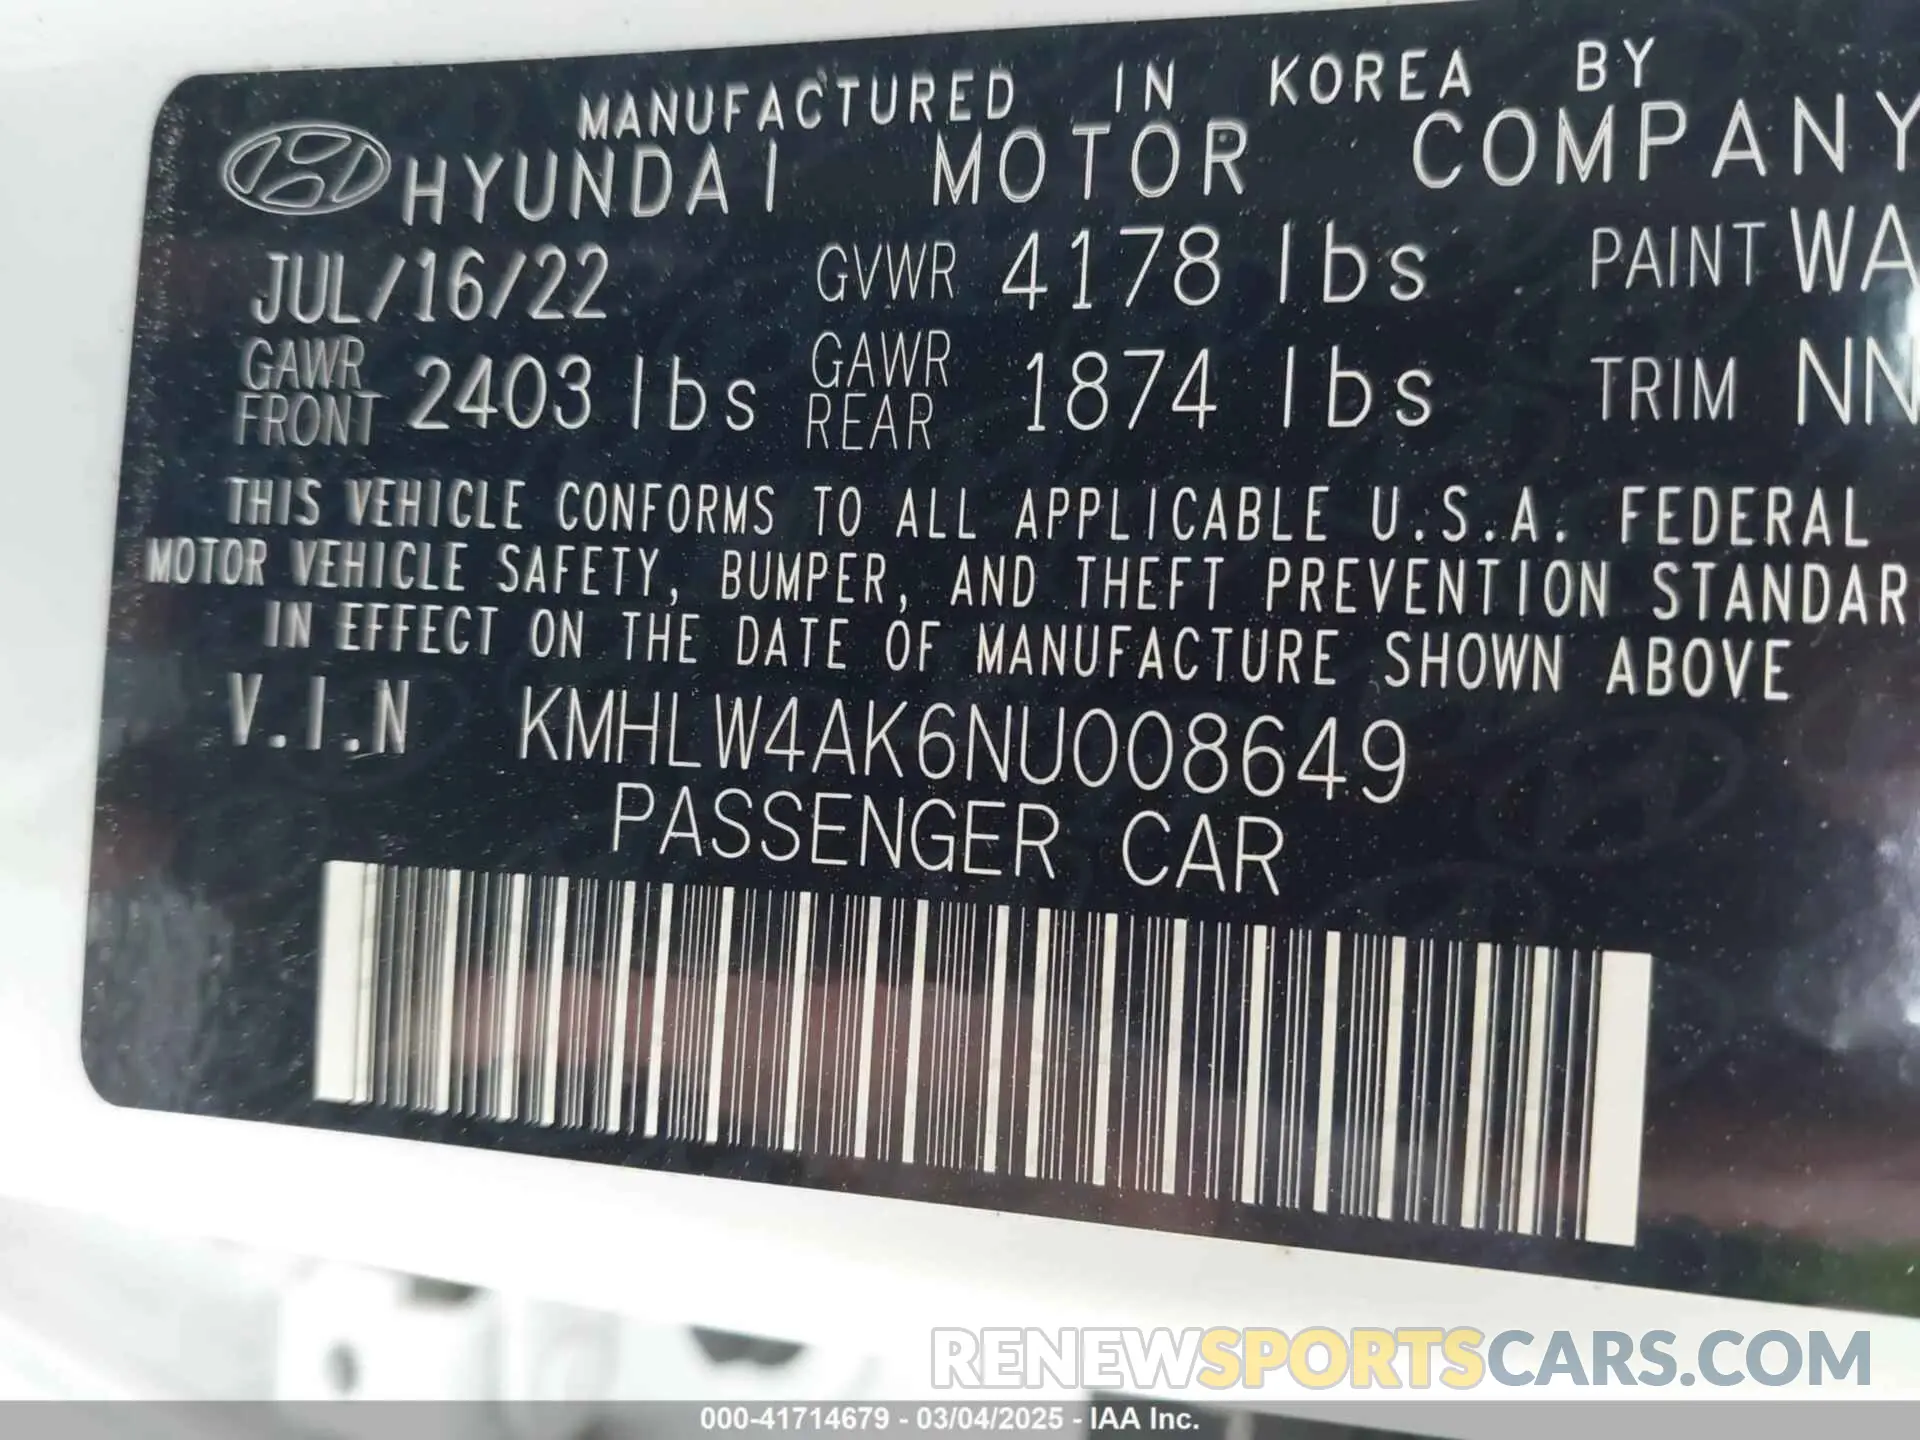 MANUFACTURED IN KOREA BY
HYUNDAI MOTOR COMPANY
JUL/16/22 GVWR 4178 lbs PAINT WA
GAWR FRONT 2403 lbs GAWR REAR 1874 lbs TRIM NN
THIS VEHICLE CONFORMS TO ALL APPLICABLE U.S.A. FEDERAL
MOTOR VEHICLE SAFETY, BUMPER, AND THEFT PREVENTION STANDAR
IN EFFECT ON THE DATE OF MANUFACTURE SHOWN ABOVE
V.I.N KMHLW4AK6NU008649
PASSENGER CAR
RENEWSPORTSCARS.COM
000-41714679 - 03/04/2025 - IAA Inc.